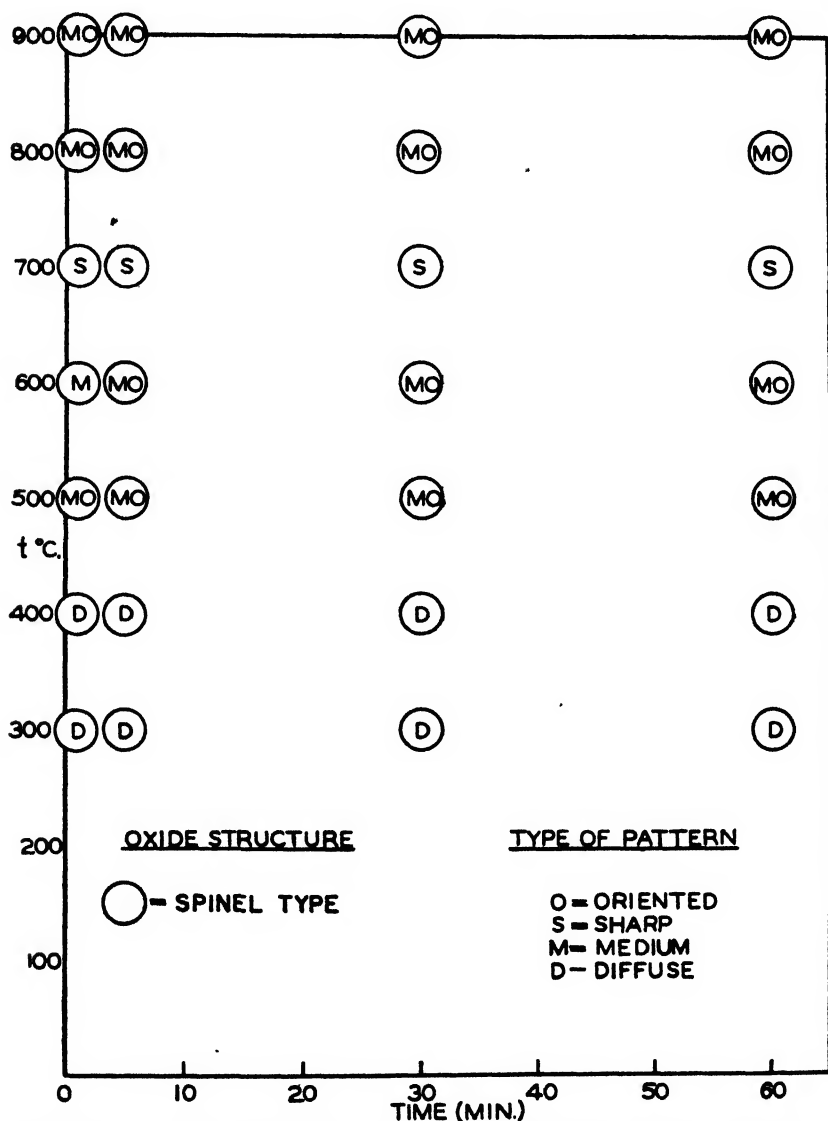 900 MO MO MO MO
800 MO MO MO MO
700 S S S S
600 M MO MO MO
500 MO MO MO MO
t °C.
400 D D D D
300 D D D D
200 OXIDE STRUCTURE TYPE OF PATTERN
= SPINEL TYPE O = ORIENTED
S = SHARP
M = MEDIUM
100 D - DIFFUSE
0 10 20 30 40 50 60
TIME (MIN.)